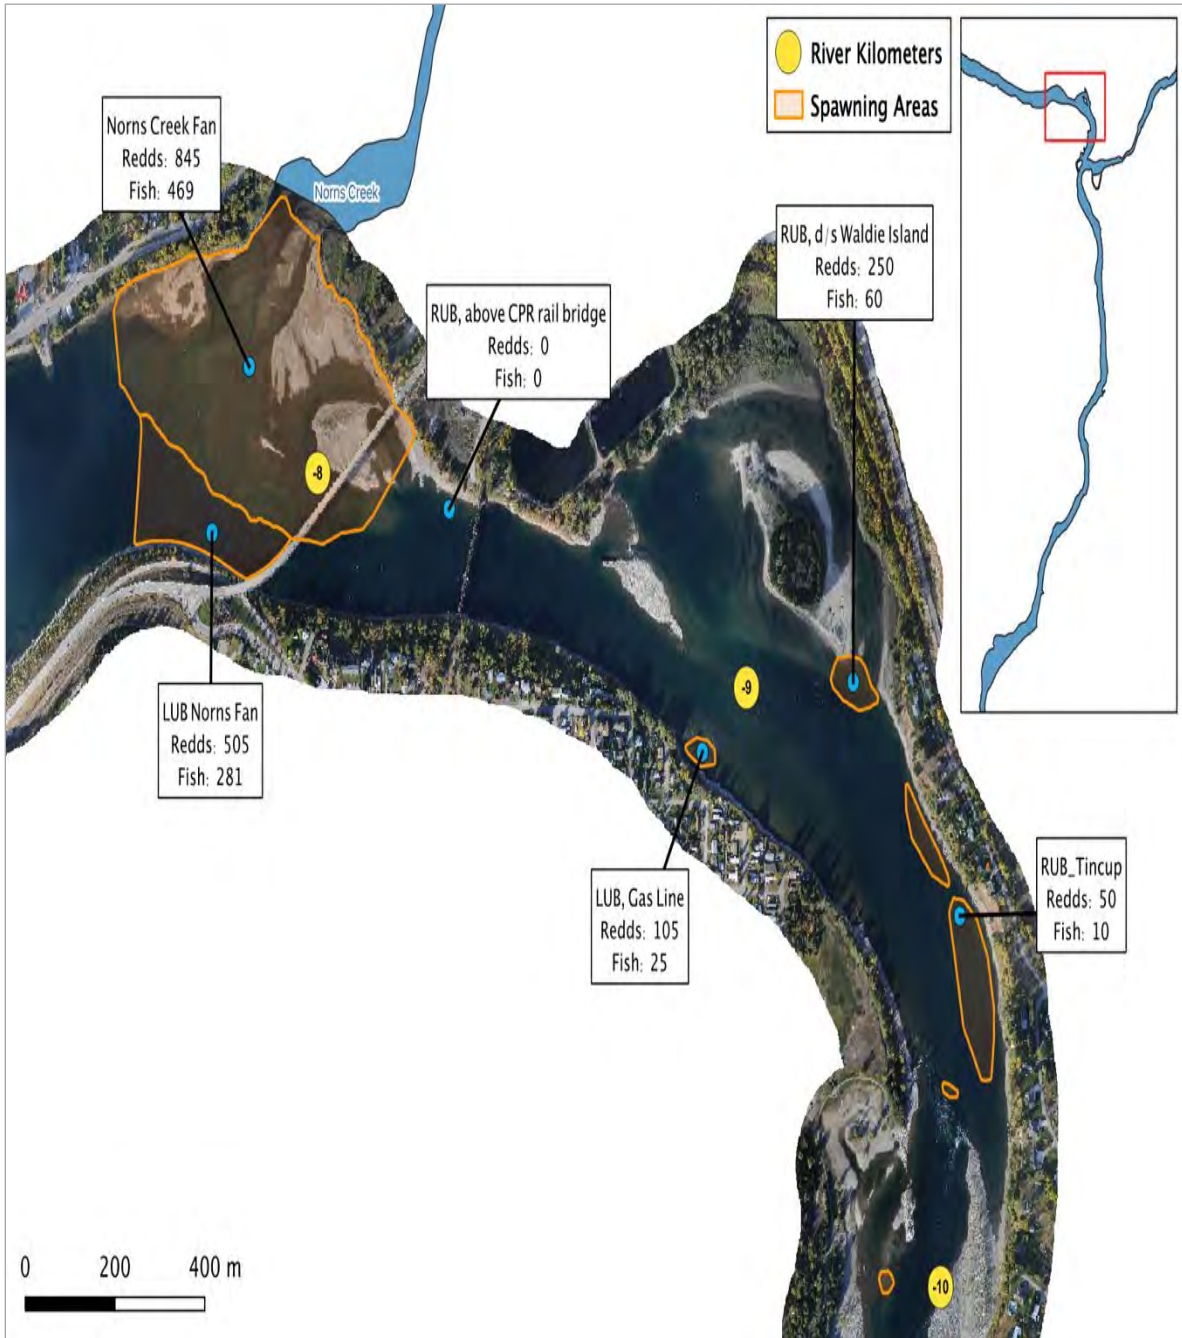 River Kilometers
Spawning Areas
Norns Creek Fan
Redds: 845
Fish: 469
Norns Creek
RUB, d/s Waldie Island
Redds: 250
Fish: 60
RUB, above CPR rail bridge
Redds: 0
Fish: 0
-8
-9
LUB Norns Fan
Redds: 505
Fish: 281
LUB, Gas Line
Redds: 105
Fish: 25
RUB_Tincup
Redds: 50
Fish: 10
-10
0 200 400 m